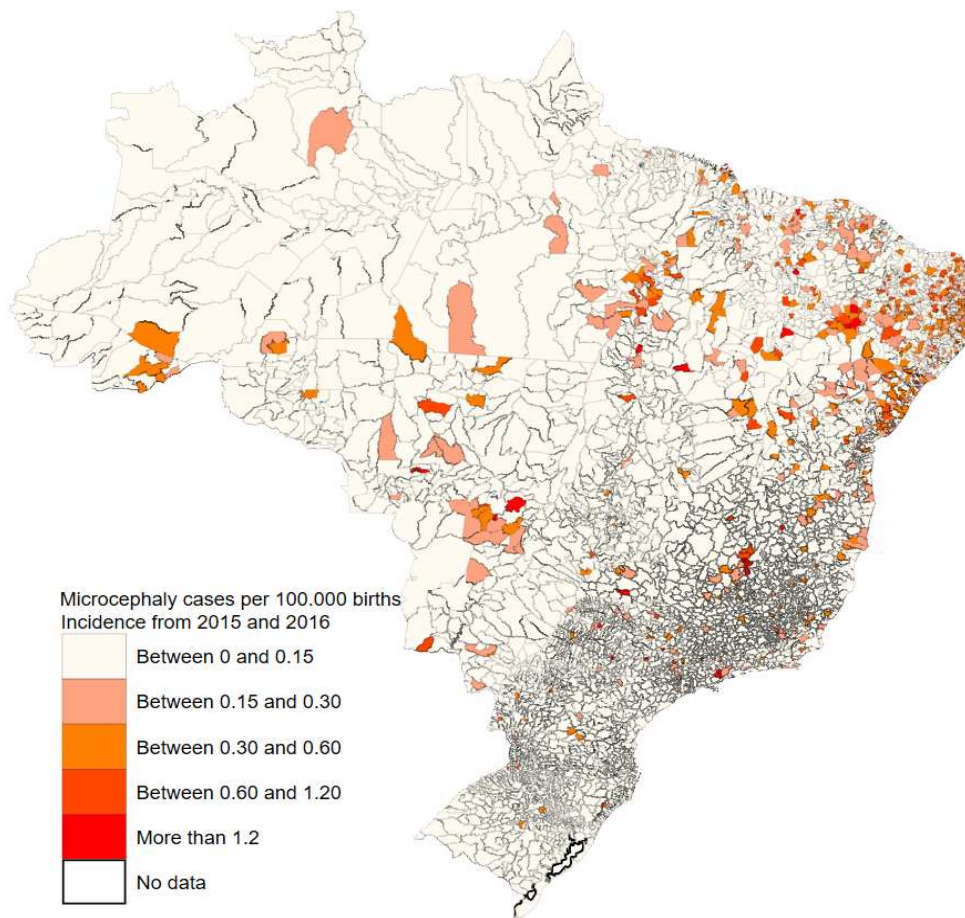 Microcephaly cases per 100.000 births
Incidence from 2015 and 2016
Between 0 and 0.15
Between 0.15 and 0.30
Between 0.30 and 0.60
Between 0.60 and 1.20
More than 1.2
No data